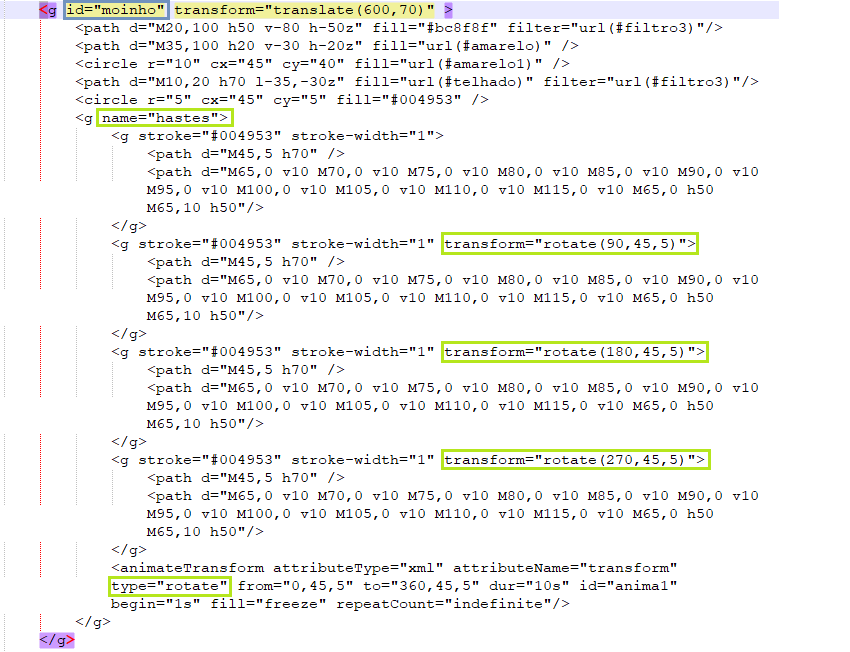 <g id="moinho" transform="translate(600,70)" >
<path d="M20,100 h50 v-80 h-50z" fill="#bc8f8f" filter="url(#filtro3)"/>
<path d="M35,100 h20 v-30 h-20z" fill="url(#amarelo)" />
<circle r="10" cx="45" cy="40" fill="url(#amarelo1)" />
<path d="M10,20 h70 l-35,-30z" fill="url(#telhado)" filter="url(#filtro3)"/>
<circle r="5" cx="45" cy="5" fill="#004953" />
<g name="hastes">
<g stroke="#004953" stroke-width="1">
<path d="M45,5 h70" />
<path d="M65,0 v10 M70,0 v10 M75,0 v10 M80,0 v10 M85,0 v10 M90,0 v10
M95,0 v10 M100,0 v10 M105,0 v10 M110,0 v10 M115,0 v10 M65,0 h50
M65,10 h50"/>
</g>
<g stroke="#004953" stroke-width="1" transform="rotate(90,45,5)">
<path d="M45,5 h70" />
<path d="M65,0 v10 M70,0 v10 M75,0 v10 M80,0 v10 M85,0 v10 M90,0 v10
M95,0 v10 M100,0 v10 M105,0 v10 M110,0 v10 M115,0 v10 M65,0 h50
M65,10 h50"/>
</g>
<g stroke="#004953" stroke-width="1" transform="rotate(180,45,5)">
<path d="M45,5 h70" />
<path d="M65,0 v10 M70,0 v10 M75,0 v10 M80,0 v10 M85,0 v10 M90,0 v10
M95,0 v10 M100,0 v10 M105,0 v10 M110,0 v10 M115,0 v10 M65,0 h50
M65,10 h50"/>
</g>
<g stroke="#004953" stroke-width="1" transform="rotate(270,45,5)">
<path d="M45,5 h70" />
<path d="M65,0 v10 M70,0 v10 M75,0 v10 M80,0 v10 M85,0 v10 M90,0 v10
M95,0 v10 M100,0 v10 M105,0 v10 M110,0 v10 M115,0 v10 M65,0 h50
M65,10 h50"/>
</g>
<animateTransform attributeType="xml" attributeName="transform"
type="rotate" from="0,45,5" to="360,45,5" dur="10s" id="anima1"
begin="1s" fill="freeze" repeatCount="indefinite"/>
</g>
</g>